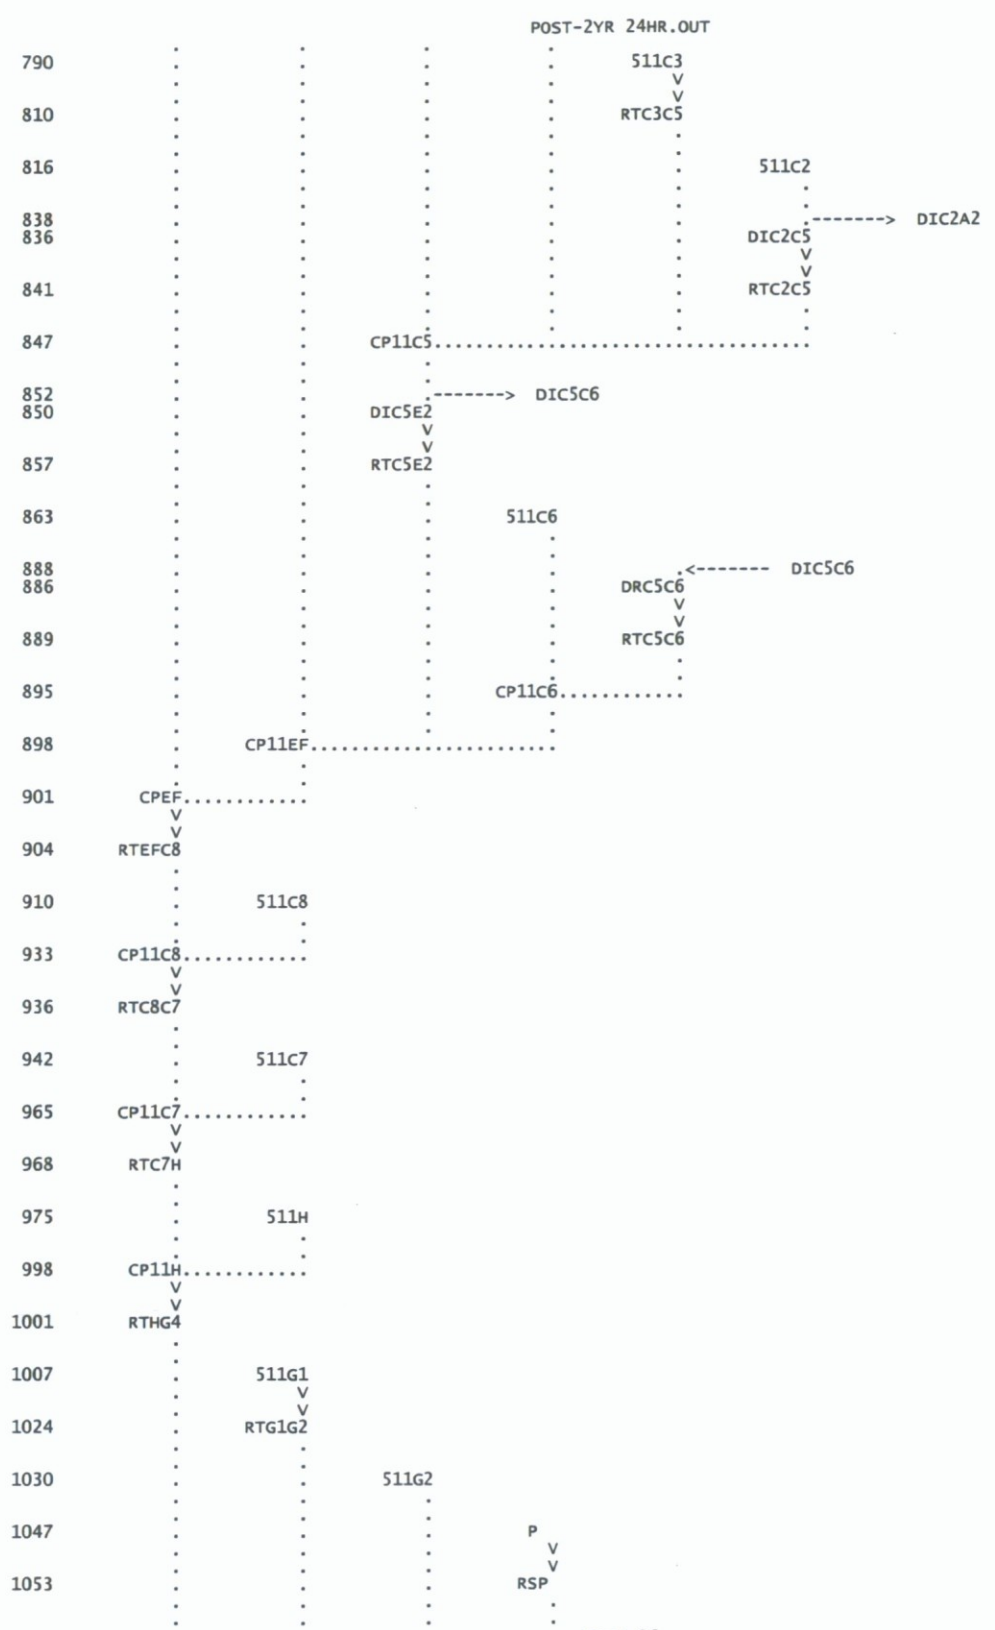 POST-2YR 24HR.OUT
790 511C3
V
V
810 RTC3C5
816 511C2
838 .-------> DIC2A2
836 DIC2C5
V
V
841 RTC2C5
847 CP11C5....................................
852 .-------> DIC5C6
850 DIC5E2
V
V
857 RTC5E2
863 511C6
888 .<------- DIC5C6
886 DRC5C6
V
V
889 RTC5C6
895 CP11C6............
898 CP11EF........................
901 CPEF............
V
V
904 RTEFC8
910 511C8
933 CP11C8............
V
V
936 RTC8C7
942 511C7
965 CP11C7............
V
V
968 RTC7H
975 511H
998 CP11H............
V
V
1001 RTHG4
1007 511G1
V
V
1024 RTG1G2
1030 511G2
1047 P
V
V
1053 RSP